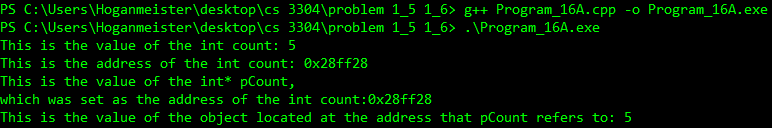 PS C:\Users\Hoganmeister\desktop\cs 3304\problem 1_5 1_6> g++ Program_16A.cpp -o Program_16A.exe
PS C:\Users\Hoganmeister\desktop\cs 3304\problem 1_5 1_6> .\Program_16A.exe
This is the value of the int count: 5
This is the address of the int count: 0x28ff28
This is the value of the int* pCount,
which was set as the address of the int count:0x28ff28
This is the value of the object located at the address that pCount refers to: 5